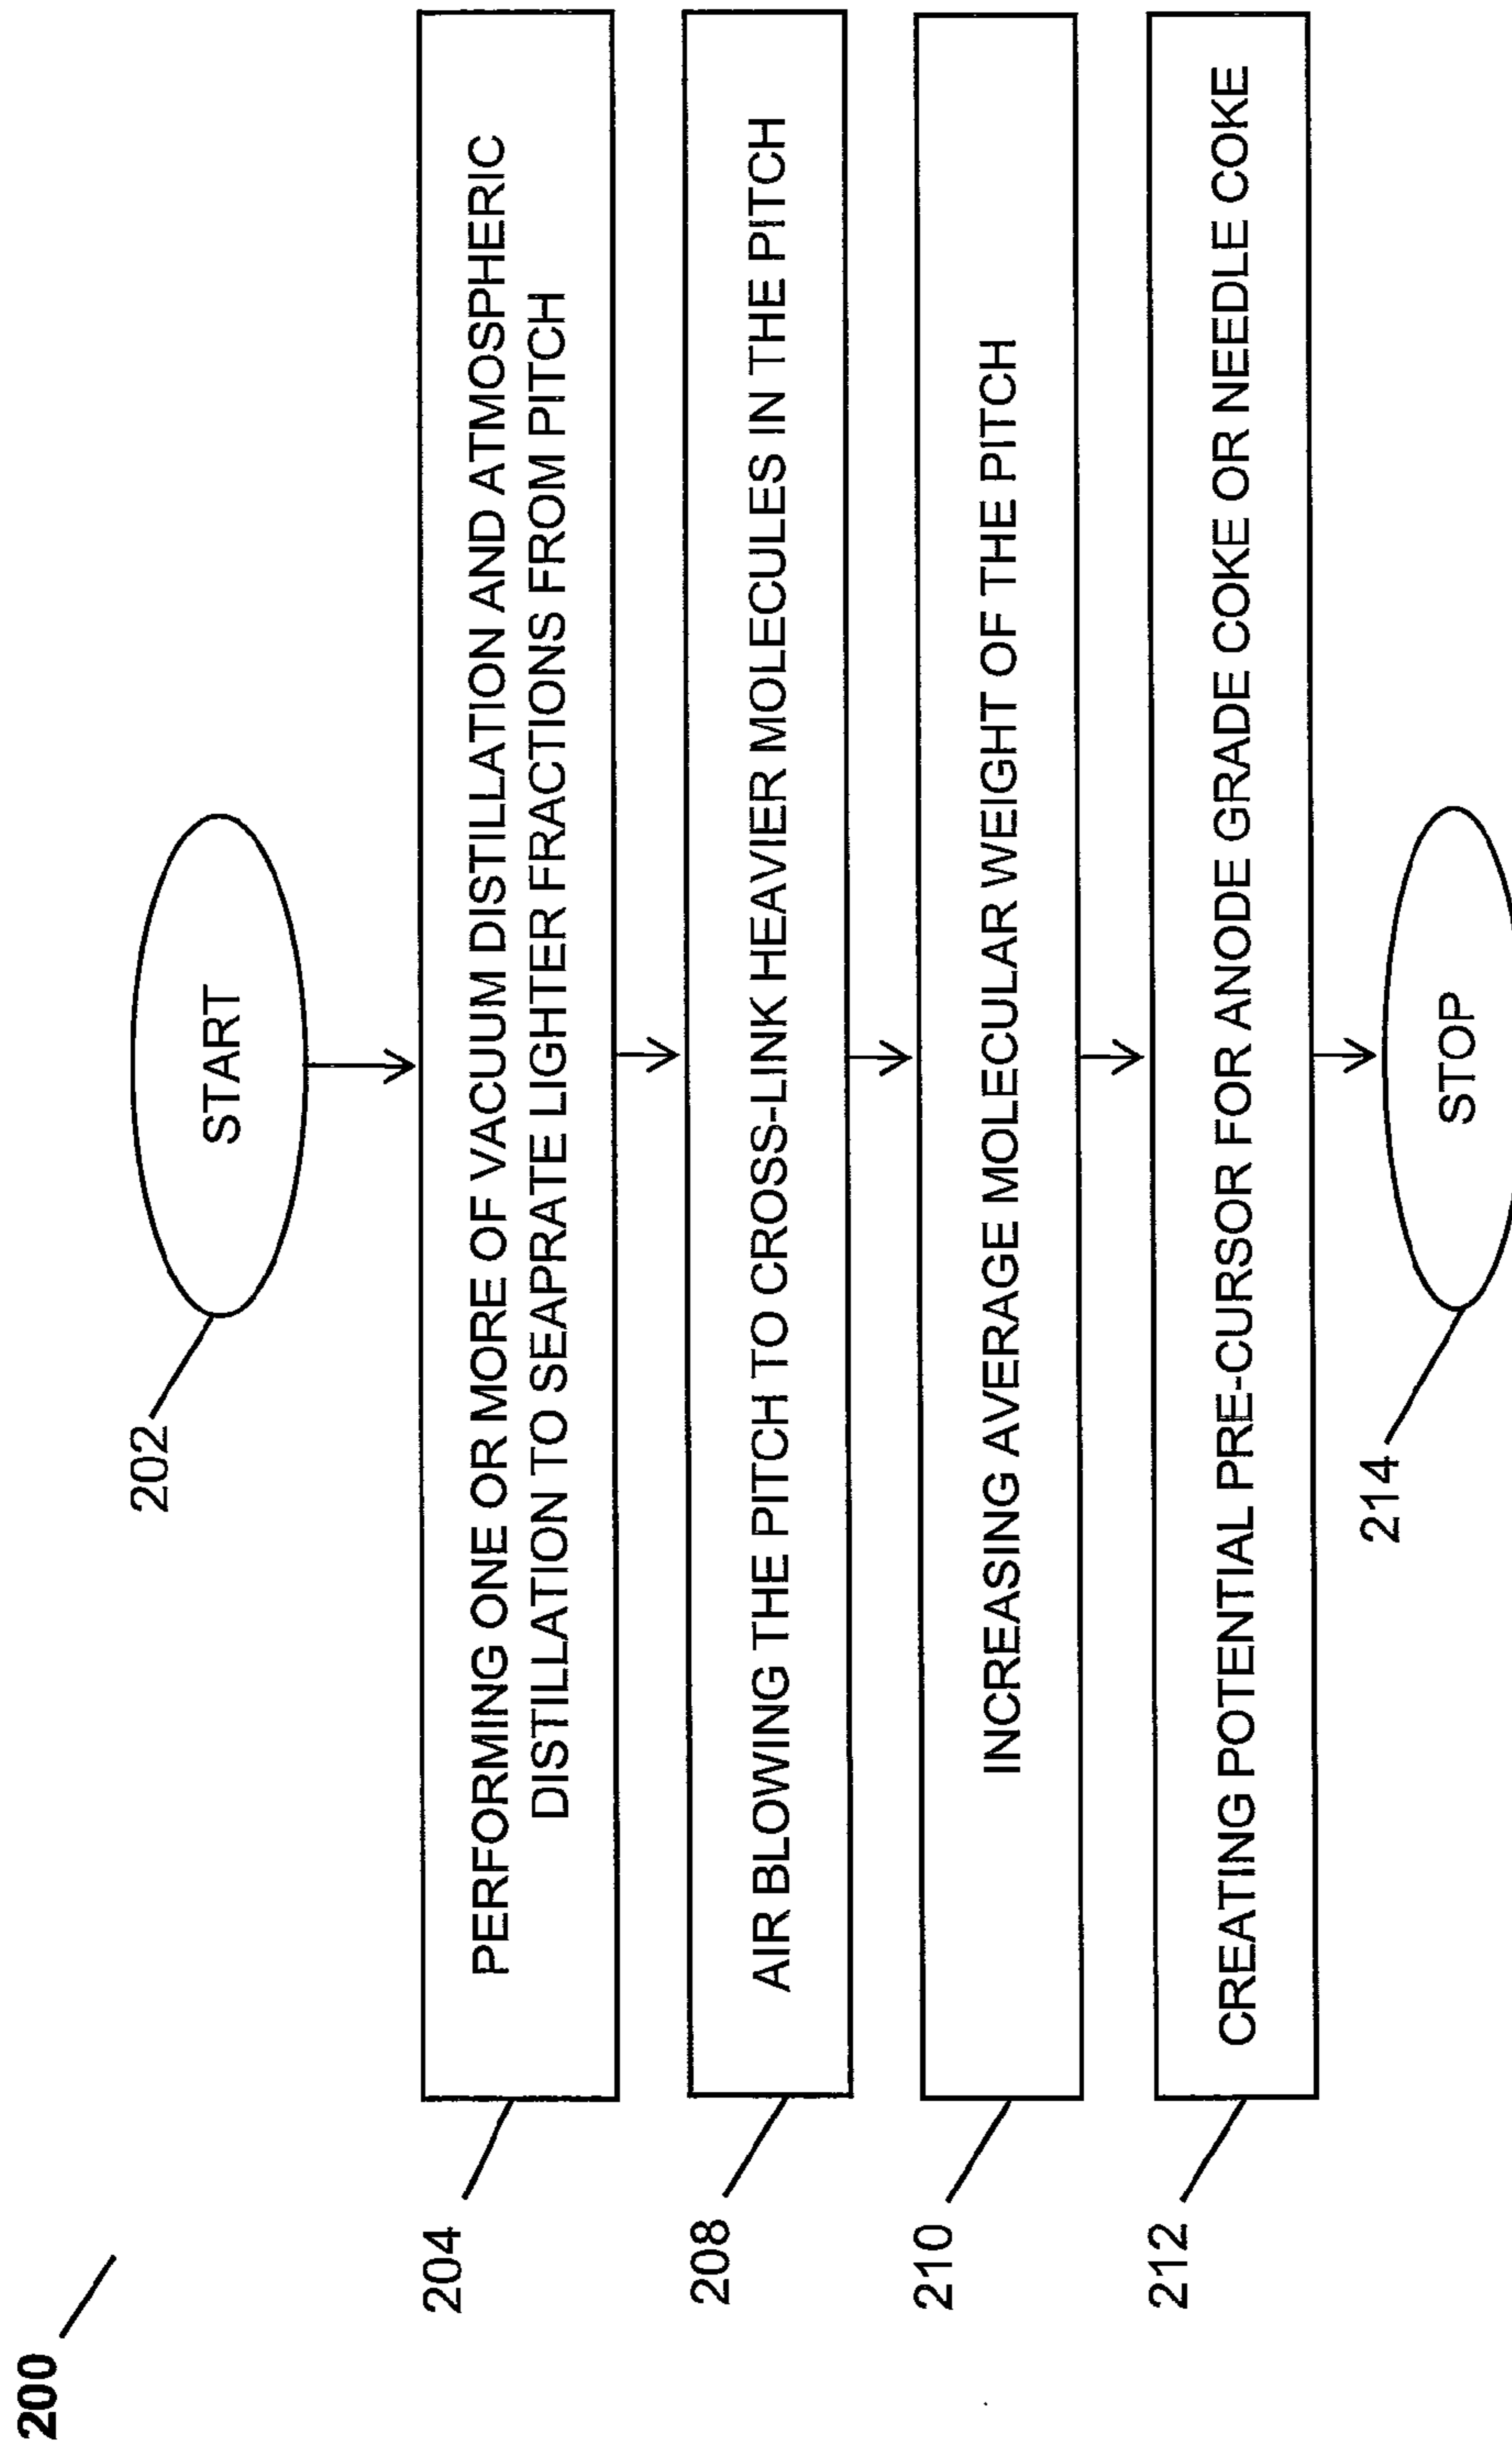 200
202
START
204
PERFORMING ONE OR MORE OF VACUUM DISTILLATION AND ATMOSPHERIC
DISTILLATION TO SEAPRATE LIGHTER FRACTIONS FROM PITCH
208
AIR BLOWING THE PITCH TO CROSS-LINK HEAVIER MOLECULES IN THE PITCH
210
INCREASING AVERAGE MOLECULAR WEIGHT OF THE PITCH
212
CREATING POTENTIAL PRE-CURSOR FOR ANODE GRADE COKE OR NEEDLE COKE
214
STOP